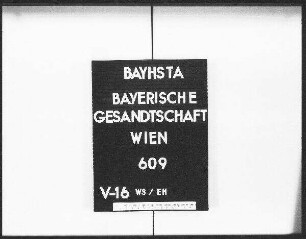 BAYHSTA
BAYERISCHE
GESANDTSCHAFT
WIEN
609
V-16 WS / EH